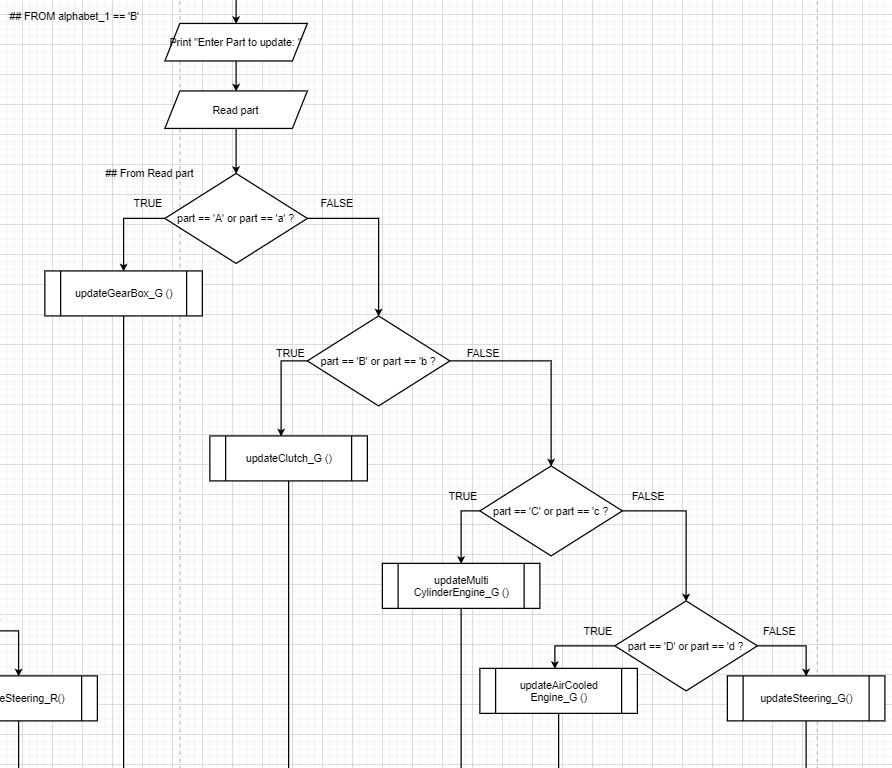 ## FROM alphabet_1 == 'B'
Print "Enter Part to update: "
Read part
## From Read part
TRUE
FALSE
part == 'A' or part == 'a' ?
updateGearBox_G ()
TRUE
FALSE
part == 'B' or part == 'b ?
updateClutch_G ()
TRUE
FALSE
part == 'C' or part == 'c ?
updateMulti
CylinderEngine_G ()
TRUE
FALSE
part == 'D' or part == 'd ?
updateAirCooled
Engine_G ()
eSteering_R()
updateSteering_G()